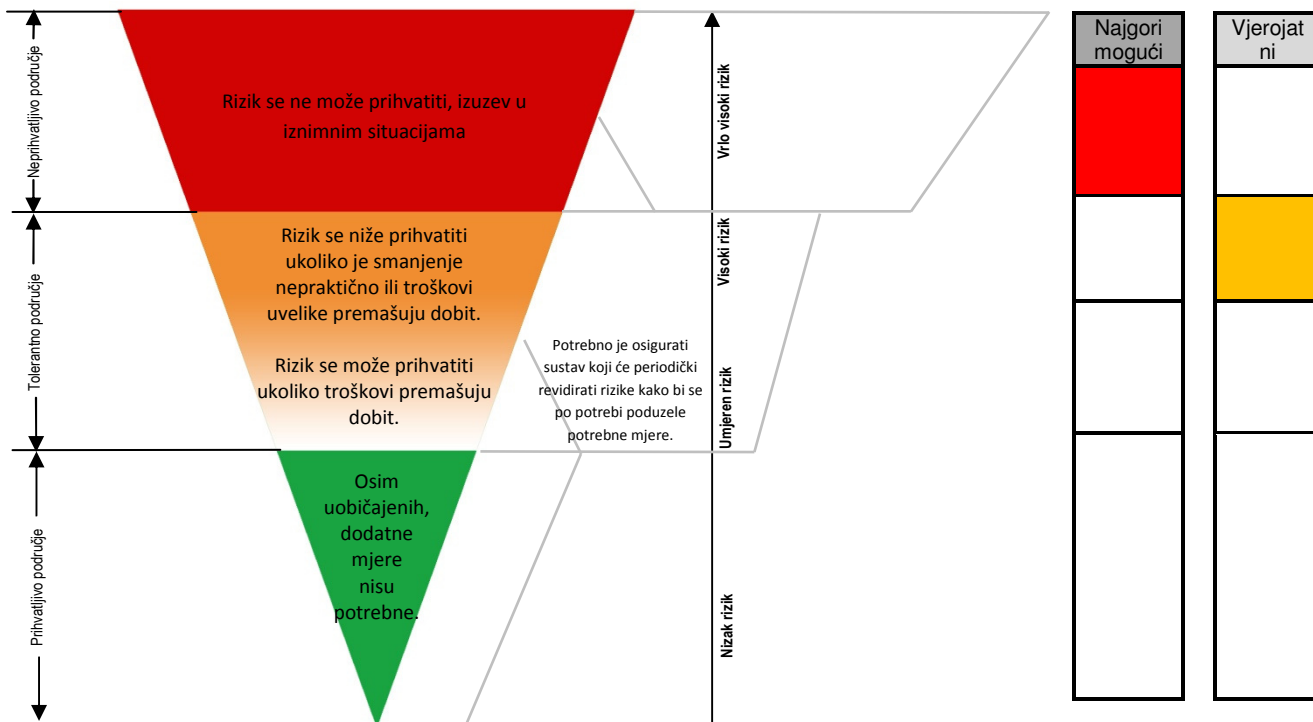 Neprihvatljivo područje
Rizik se ne može prihvatiti, izuzev u
iznimnim situacijama
Vrlo visoki rizik
Najgori
mogući
Vjerojat
ni
Tolerantno područje
Rizik se niže prihvatiti
ukoliko je smanjenje
nepraktično ili troškovi
uvelike premašuju dobit.
Rizik se može prihvatiti
ukoliko troškovi premašuju
dobit.
Potrebno je osigurati
sustav koji će periodički
revidirati rizike kako bi se
po potrebi poduzele
potrebne mjere.
Visoki rizik
Umjeren rizik
Prihvatljivo područje
Osim
uobičajenih,
dodatne
mjere
nisu
potrebne.
Nizak rizik